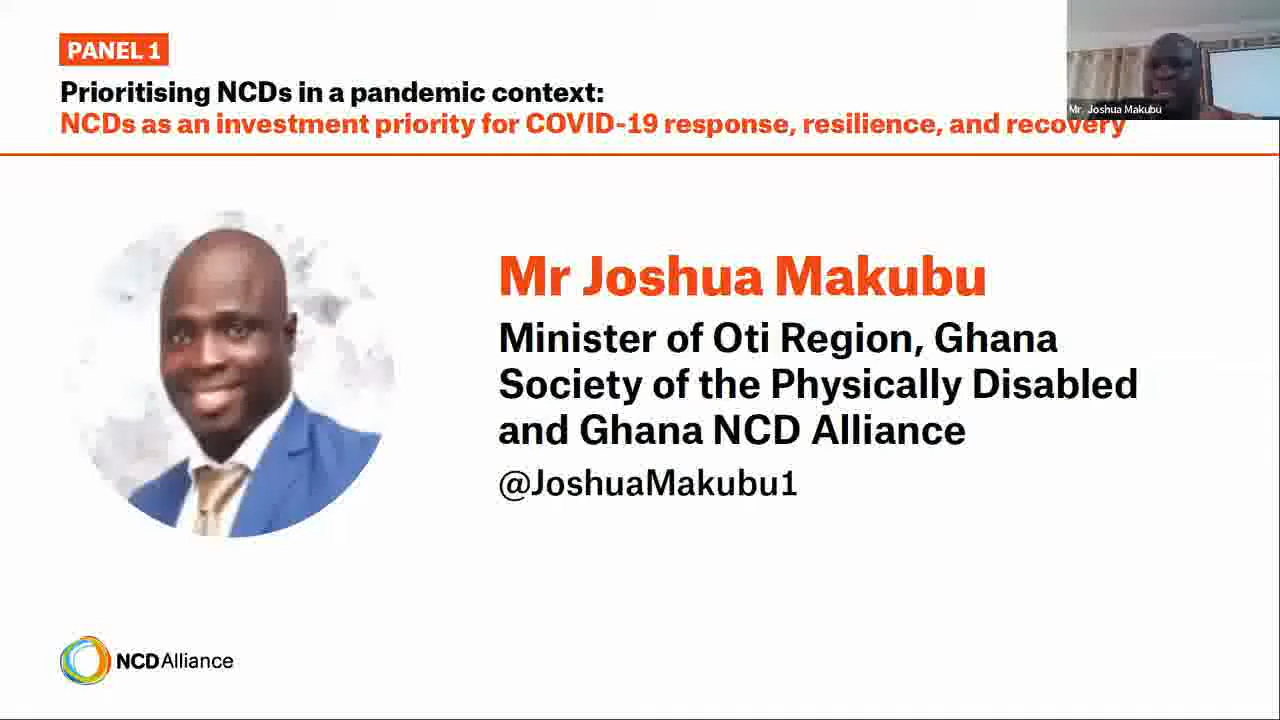 PANEL 1
Prioritising NCDs in a pandemic context:
NCDs as an investment priority for COVID-19 response, resilience, and recovery
Mr. Joshua Makubu
Mr Joshua Makubu
Minister of Oti Region, Ghana
Society of the Physically Disabled
and Ghana NCD Alliance
@JoshuaMakubu1
NCDAlliance